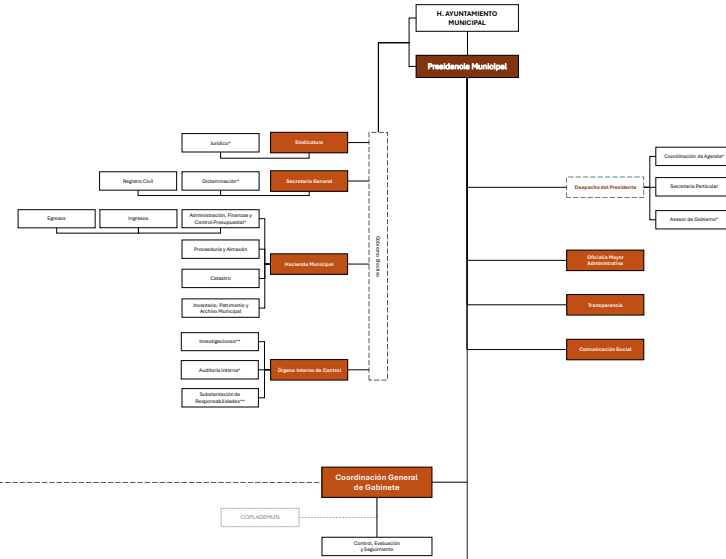 H. AYUNTAMIENTO
MUNICIPAL
Presidencia Municipal
Jurídico*
Sindicatura
Registro Civil
Dictaminación*
Secretaría General
Egresos
Ingresos
Administración, Finanzas y
Control Presupuestal*
Proveeduría y Almacén
Hacienda Municipal
Catastro
Inventario, Patrimonio y
Archivo Municipal
Investigaciones**
Auditoría Interna*
Órgano Interno de Control
Substantación de
Responsabilidades**
Gobierno Efectivo
Despacho del Presidente
Coordinación de Agenda*
Secretaría Particular
Asesor de Gobierno*
Oficialía Mayor
Administrativa
Transparencia
Comunicación Social
Coordinación General
de Gabinete
COPLADEMUN
Control, Evaluación
y Seguimiento